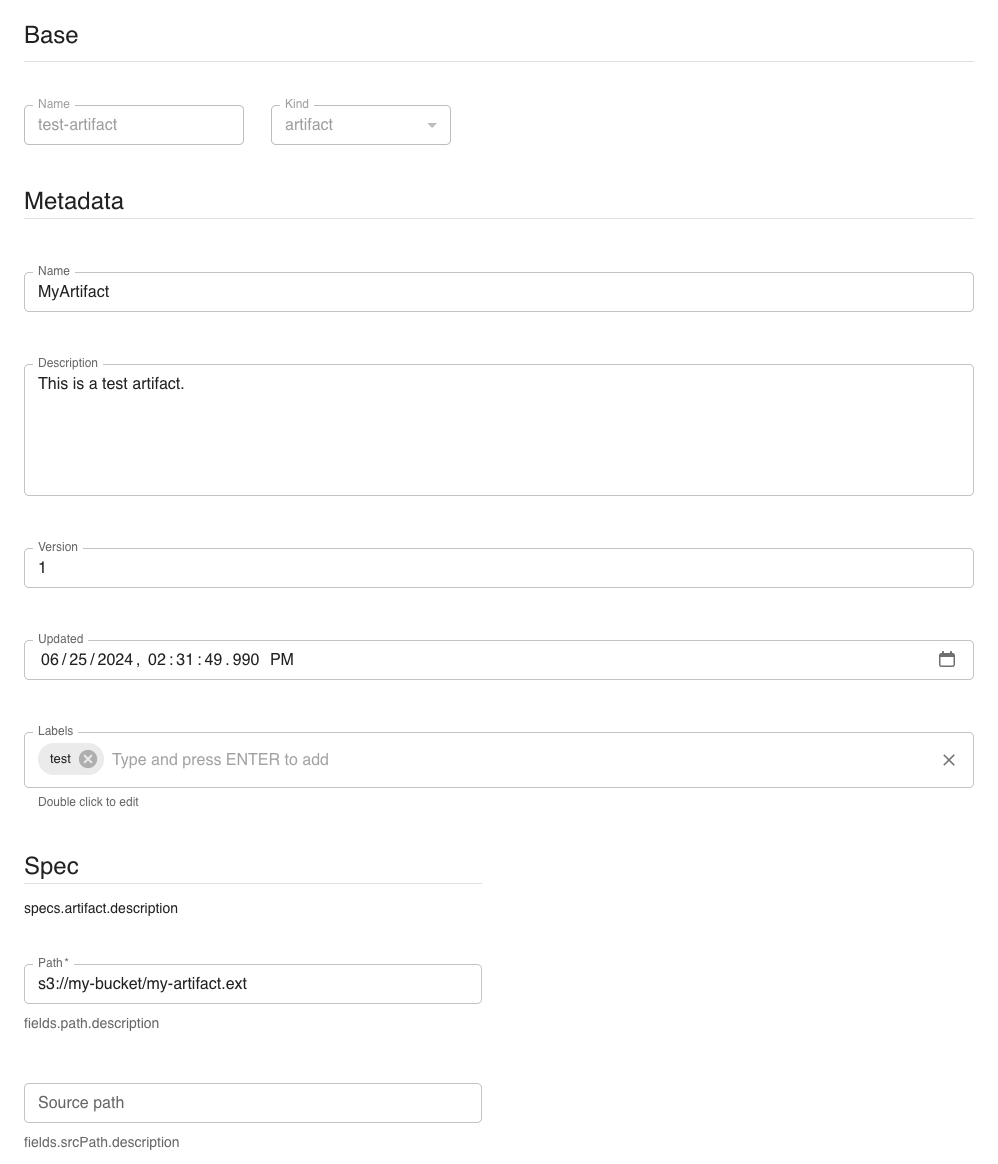 Base
Name
Kind
test-artifact
artifact
Metadata
Name
MyArtifact
Description
This is a test artifact.
Version
1
Updated
06/25/2024, 02:31:49.990 PM
Labels
test
Type and press ENTER to add
Double click to edit
Spec
specs.artifact.description
Path *
s3://my-bucket/my-artifact.ext
fields.path.description
Source path
fields.srcPath.description